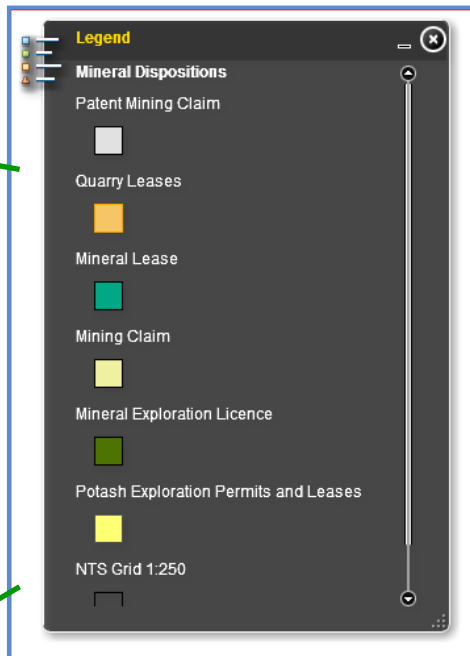 Legend
Mineral Dispositions
Patent Mining Claim
Quarry Leases
Mineral Lease
Mining Claim
Mineral Exploration Licence
Potash Exploration Permits and Leases
NTS Grid 1:250